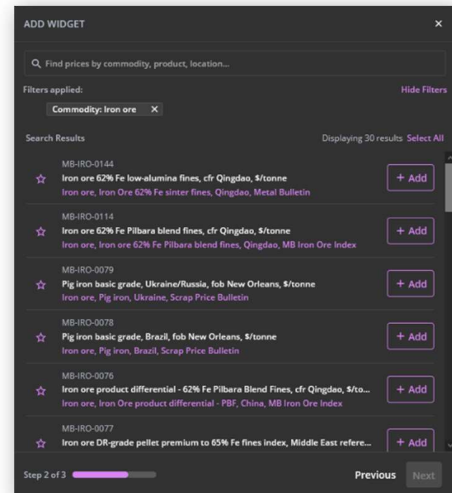 ADD WIDGET
×
Find prices by commodity, product, location...
Filters applied:
Hide Filters
Commodity: Iron ore X
Search Results
Displaying 30 results Select All
MB-IRO-0144
Iron ore 62% Fe low-alumina fines, cfr Qingdao, $/tonne
Iron ore, Iron Ore 62% Fe sinter fines, Qingdao, Metal Bulletin
+ Add
MB-IRO-0114
Iron ore 62% Fe Pilbara blend fines, cfr Qingdao, $/tonne
Iron ore, Iron ore 62% Fe Pilbara blend fines, Qingdao, MB Iron Ore Index
+ Add
MB-IRO-0079
Pig iron basic grade, Ukraine/Russia, fob New Orleans, $/tonne
Iron ore, Pig iron, Ukraine, Scrap Price Bulletin
+ Add
MB-IRO-0078
Pig iron basic grade, Brazil, fob New Orleans, $/tonne
Iron ore, Pig iron, Brazil, Scrap Price Bulletin
+ Add
MB-IRO-0076
Iron ore product differential - 62% Fe Pilbara Blend Fines, cfr Qingdao, $/to...
Iron ore, Iron Ore product differential - PBF, China, MB Iron Ore Index
+ Add
MB-IRO-0077
Iron ore DR-grade pellet premium to 65% Fe fines index, Middle East refere...
+ Add
Step 2 of 3
Previous
Next